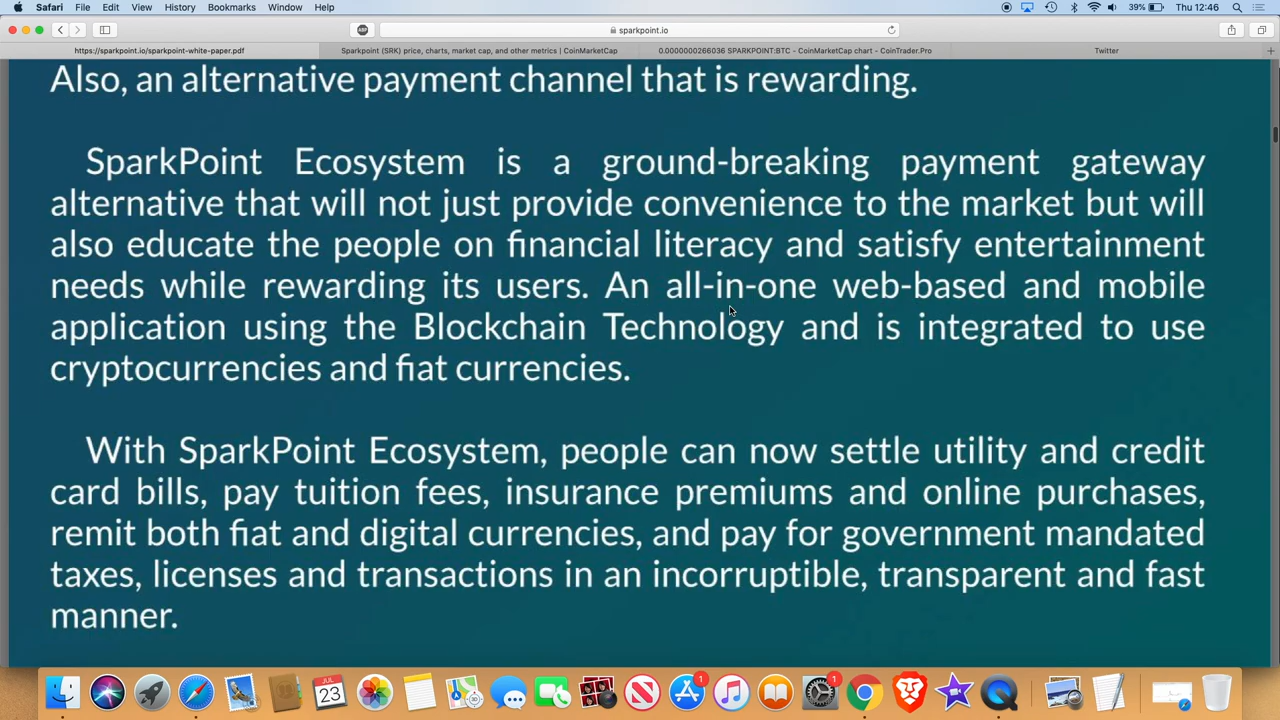 Safari File Edit View History Bookmarks Window Help 39% Thu 12:46
sparkpoint.io
https://sparkpoint.io/sparkpoint-white-paper.pdf Sparkpoint (SRK) price, charts, market cap, and other metrics | CoinMarketCap 0.0000000266036 SPARKPOINT:BTC - CoinMarketCap chart - CoinTrader.Pro Twitter
Also, an alternative payment channel that is rewarding.
SparkPoint Ecosystem is a ground-breaking payment gateway
alternative that will not just provide convenience to the market but will
also educate the people on financial literacy and satisfy entertainment
needs while rewarding its users. An all-in-one web-based and mobile
application using the Blockchain Technology and is integrated to use
cryptocurrencies and fiat currencies.
With SparkPoint Ecosystem, people can now settle utility and credit
card bills, pay tuition fees, insurance premiums and online purchases,
remit both fiat and digital currencies, and pay for government mandated
taxes, licenses and transactions in an incorruptible, transparent and fast
manner.
JUL
23
1
1